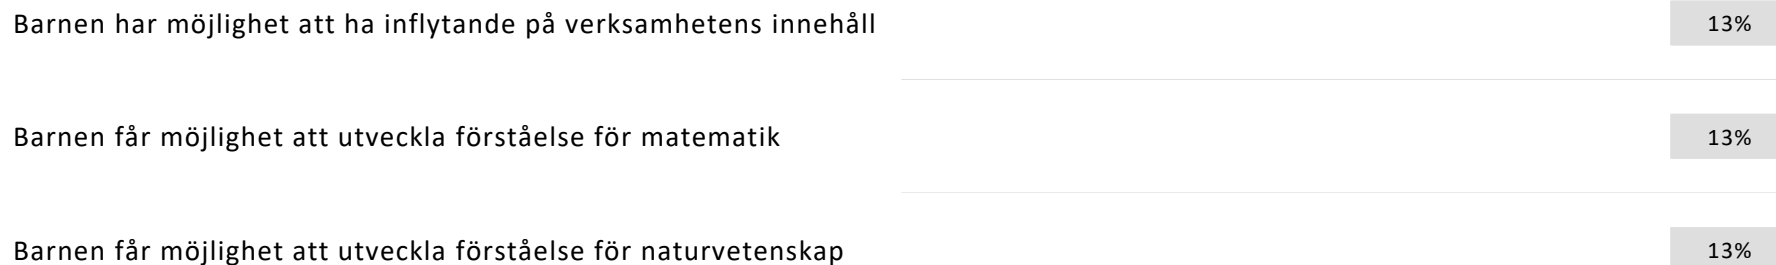 Barnen har möjlighet att ha inflytande på verksamhetens innehåll 13%
Barnen får möjlighet att utveckla förståelse för matematik 13%
Barnen får möjlighet att utveckla förståelse för naturvetenskap 13%